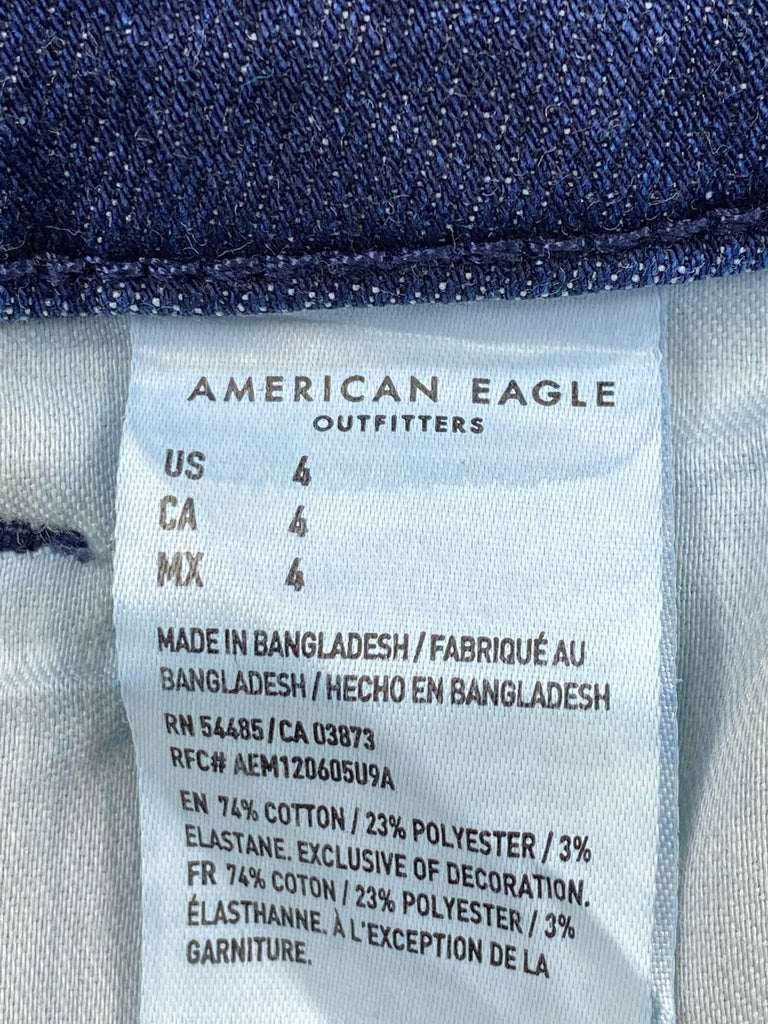 AMERICAN EAGLE
OUTFITTERS
US 4
CA 4
MX 4
MADE IN BANGLADESH / FABRIQUÉ AU
BANGLADESH / HECHO EN BANGLADESH
RN 54485 / CA 03873
RFC# AEM120605U9A
EN 74% COTTON / 23% POLYESTER / 3%
ELASTANE. EXCLUSIVE OF DECORATION.
FR 74% COTON / 23% POLYESTER / 3%
ÉLASTHANNE. À L'EXCEPTION DE LA
GARNITURE.